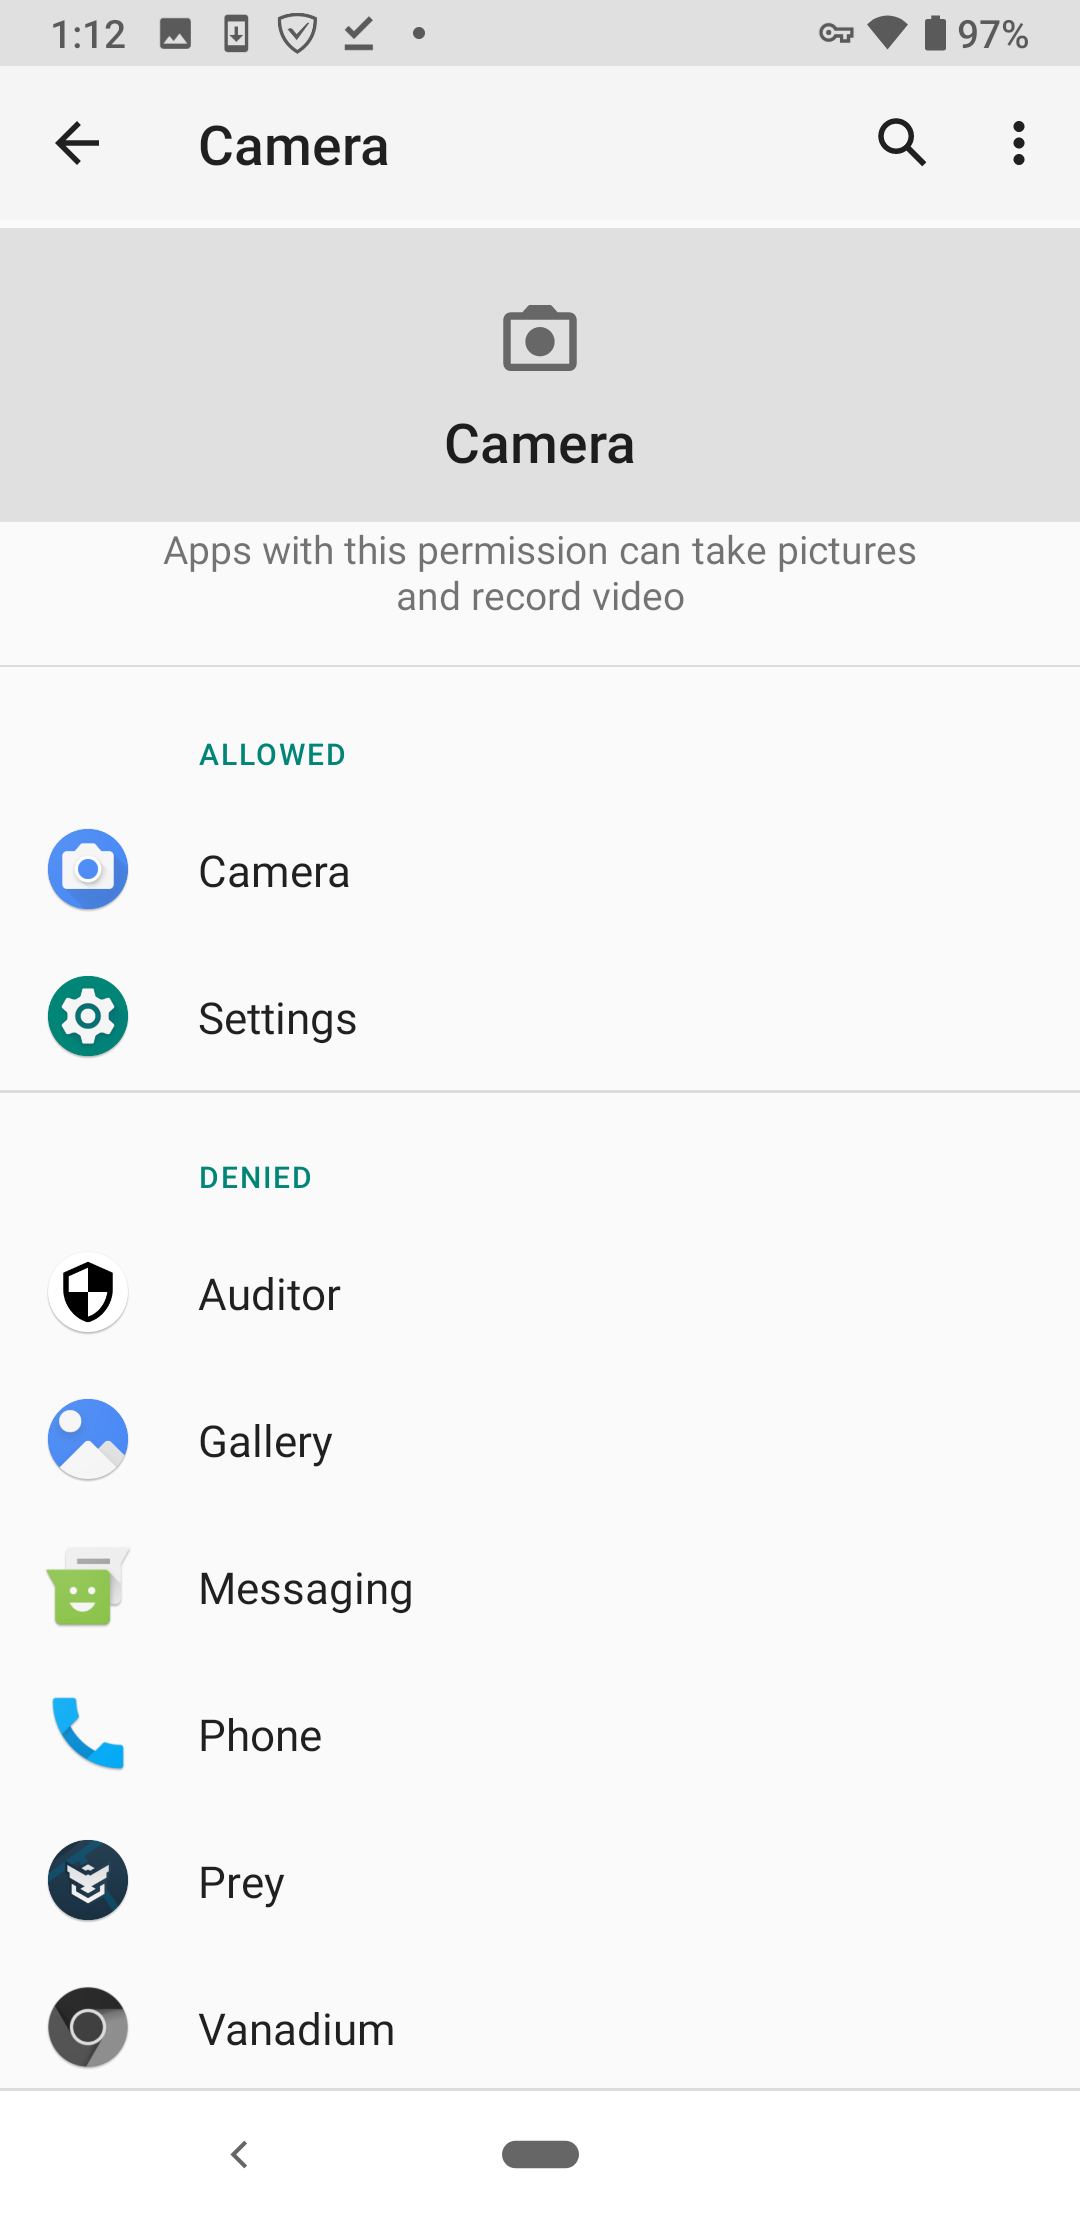 1:12
97%
Camera
Camera
Apps with this permission can take pictures
and record video
ALLOWED
Camera
Settings
DENIED
Auditor
Gallery
Messaging
Phone
Prey
Vanadium